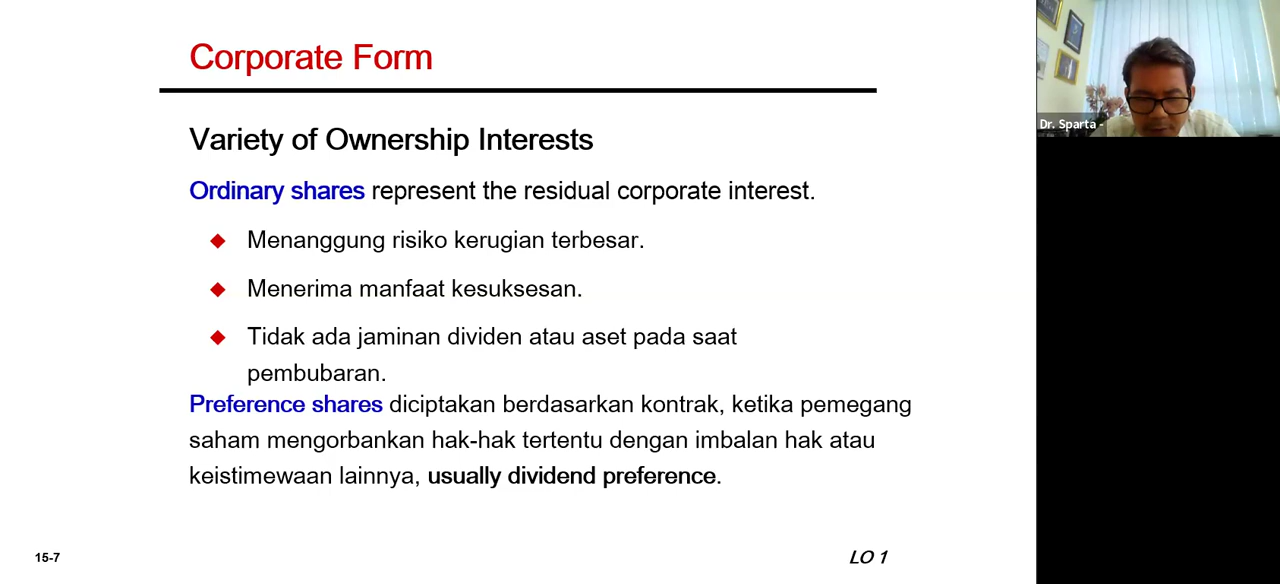 Corporate Form
Variety of Ownership Interests
Ordinary shares represent the residual corporate interest.
Menanggung risiko kerugian terbesar.
Menerima manfaat kesuksesan.
Tidak ada jaminan dividen atau aset pada saat
pembubaran.
Preference shares diciptakan berdasarkan kontrak, ketika pemegang
saham mengorbankan hak-hak tertentu dengan imbalan hak atau
keistimewaan lainnya, usually dividend preference.
15-7
LO 1
Dr. Sparta -